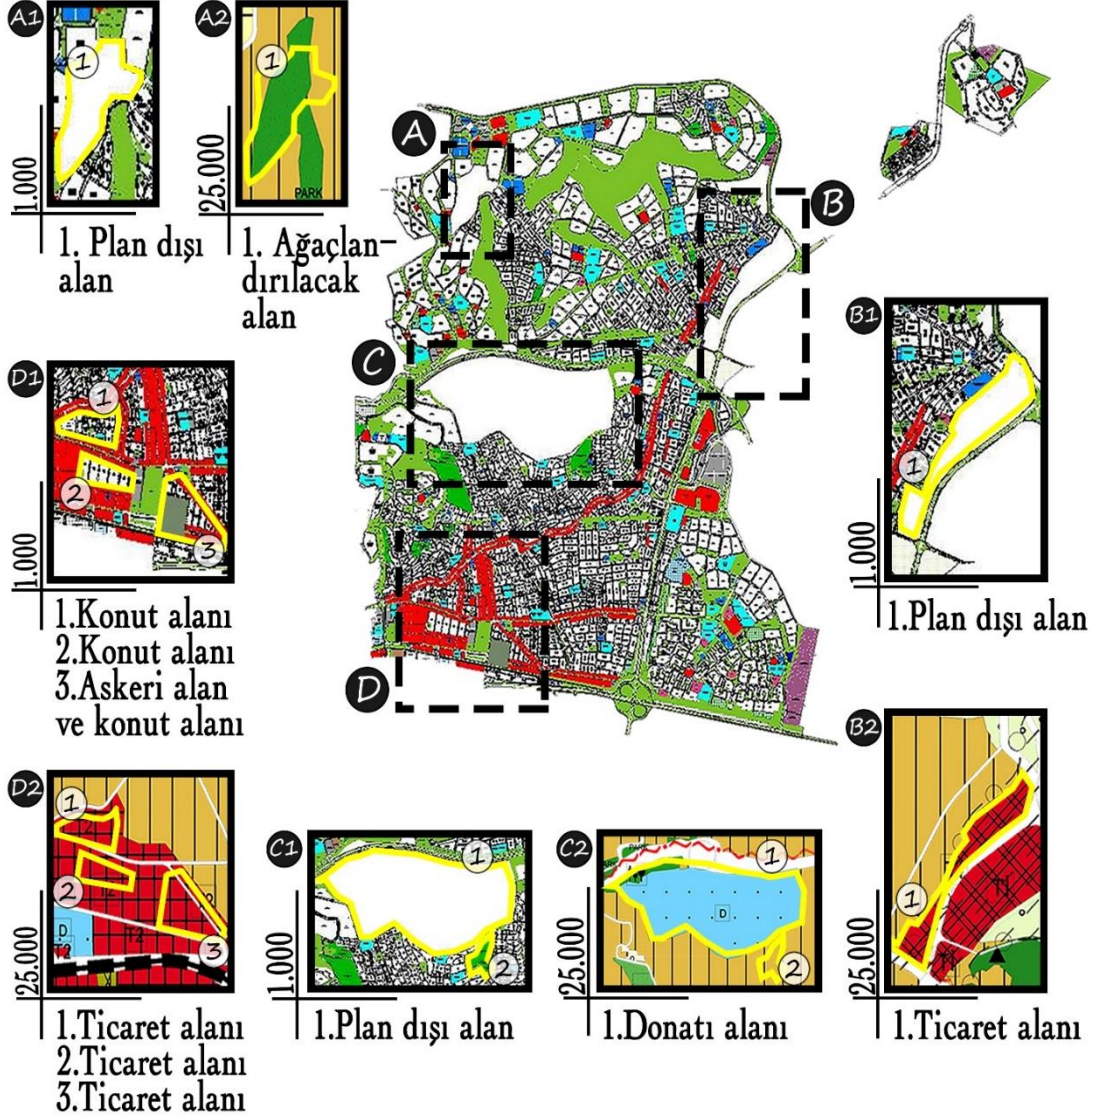 A1
1
1.000
1. Plan dışı
alan
A2
1
PARK
25.000
1. Ağaçlan-
dırılacak
alan
A
B
C
D
B1
1
1.000
1.Plan dışı alan
D1
1
2
3
1.000
1.Konut alanı
2.Konut alanı
3.Askeri alan
ve konut alanı
D2
1
2
3
D
T2
T2
25.000
1.Ticaret alanı
2.Ticaret alanı
3.Ticaret alanı
C1
1
2
1.000
1.Plan dışı alan
C2
1
2
D
25.000
1.Donatı alanı
B2
1
25.000
1.Ticaret alanı